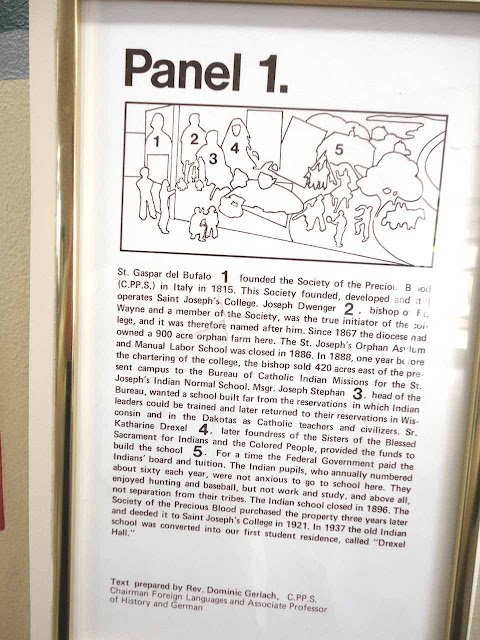 Panel 1.
1
2
3
4
5
St. Gaspar del Bufalo 1 founded the Society of the Precious Blood
(C.PP.S.) in Italy in 1815. This Society founded, developed and still
operates Saint Joseph's College. Joseph Dwenger 2, bishop of Ft.
Wayne and a member of the Society, was the true initiator of the col-
lege, and it was therefore named after him. Since 1867 the diocese had
owned a 900 acre orphan farm here. The St. Joseph's Orphan Asylum
and Manual Labor School was closed in 1886. In 1888, one year before
the chartering of the college, the bishop sold 420 acres east of the pre-
sent campus to the Bureau of Catholic Indian Missions for the St.
Joseph's Indian Normal School. Msgr. Joseph Stephan 3, head of the
Bureau, wanted a school built far from the reservations in which Indian
leaders could be trained and later returned to their reservations in Wis-
consin and in the Dakotas as Catholic teachers and civilizers. Sr.
Katharine Drexel 4, later foundress of the Sisters of the Blessed
Sacrament for Indians and the Colored People, provided the funds to
build the school 5. For a time the Federal Government paid the
Indians' board and tuition. The Indian pupils, who annually numbered
about sixty each year, were not anxious to go to school here. They
enjoyed hunting and baseball, but not work and study, and above all,
not separation from their tribes. The Indian school closed in 1896. The
Society of the Precious Blood purchased the property three years later
and deeded it to Saint Joseph's College in 1921. In 1937 the old Indian
school was converted into our first student residence, called "Drexel
Hall."
Text prepared by Rev. Dominic Gerlach, C.PP.S.
Chairman Foreign Languages and Associate Professor
of History and German